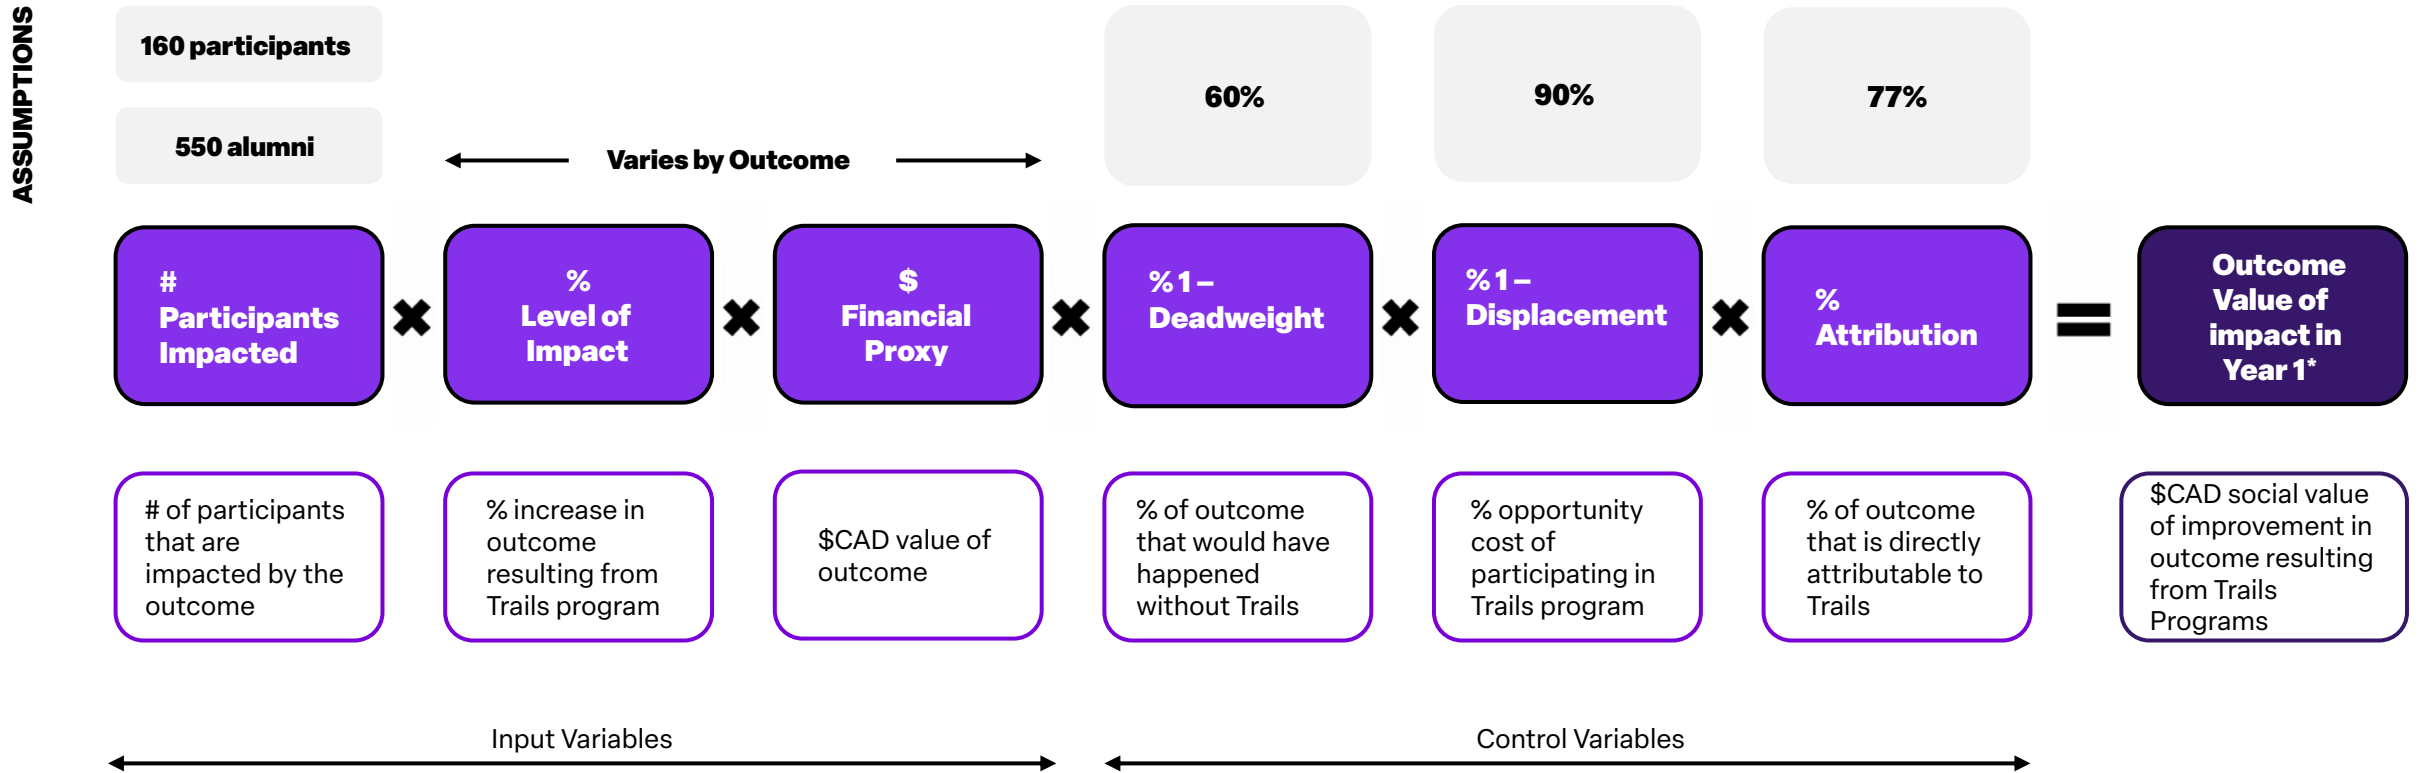 ASSUMPTIONS
160 participants
550 alumni
Varies by Outcome
60%
90%
77%
#
Participants
Impacted
%
Level of
Impact
$
Financial
Proxy
% 1 –
Deadweight
% 1 –
Displacement
%
Attribution
Outcome
Value of
impact in
Year 1*
# of participants
that are
impacted by the
outcome
% increase in
outcome
resulting from
Trails program
$CAD value of
outcome
% of outcome
that would have
happened
without Trails
% opportunity
cost of
participating in
Trails program
% of outcome
that is directly
attributable to
Trails
$CAD social value
of improvement in
outcome resulting
from Trails
Programs
Input Variables
Control Variables